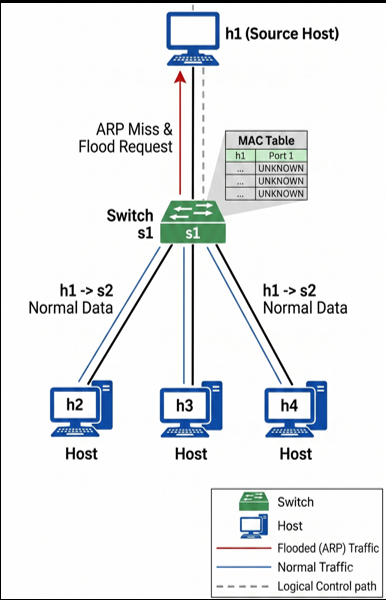 h1 (Source Host)
ARP Miss &
Flood Request
MAC Table
h1 Port 1
... UNKNOWN
... UNKNOWN
... UNKNOWN
Switch
s1
s1
h1 -> s2
Normal Data
h1 -> s2
Normal Data
h2
h3
h4
Host
Host
Host
Switch
Host
Flooded (ARP) Traffic
Normal Traffic
Logical Control path